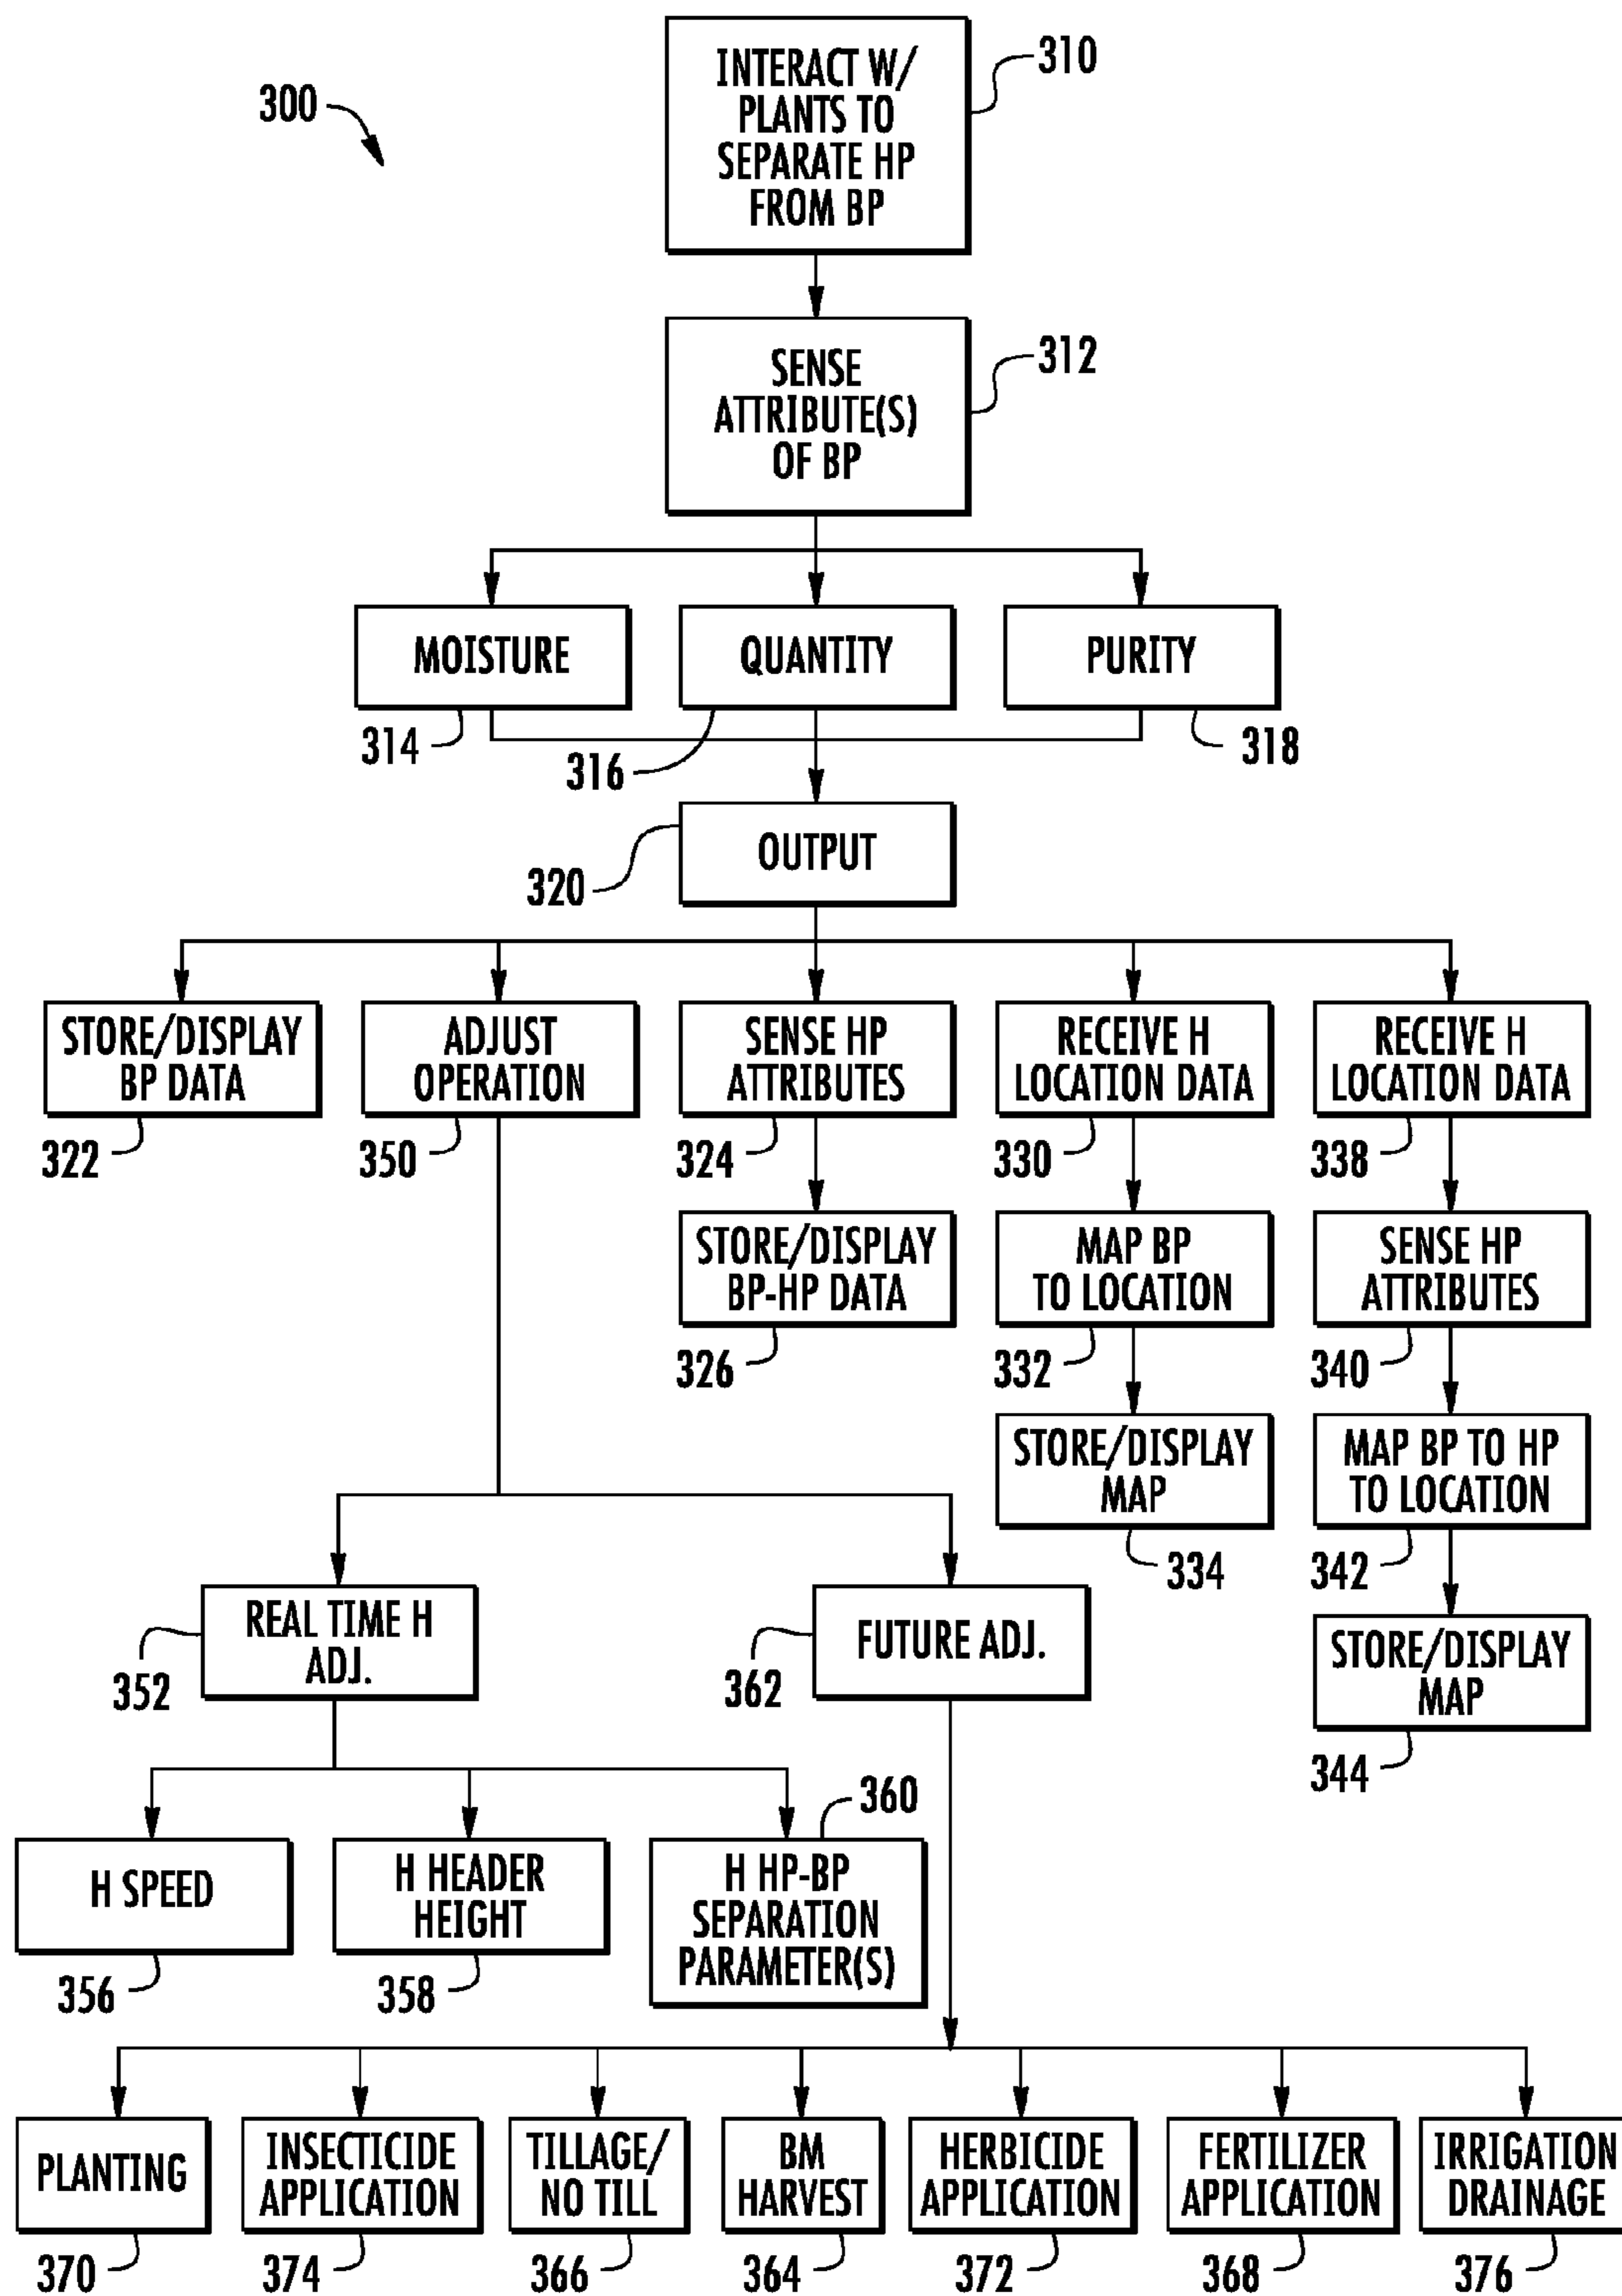 300
INTERACT W/
PLANTS TO
SEPARATE HP
FROM BP
310
SENSE
ATTRIBUTE(S)
OF BP
312
MOISTURE
QUANTITY
PURITY
314
316
318
OUTPUT
320
STORE/DISPLAY
BP DATA
322
ADJUST
OPERATION
350
SENSE HP
ATTRIBUTES
324
RECEIVE H
LOCATION DATA
330
RECEIVE H
LOCATION DATA
338
STORE/DISPLAY
BP-HP DATA
326
MAP BP
TO LOCATION
332
SENSE HP
ATTRIBUTES
340
STORE/DISPLAY
MAP
334
MAP BP TO HP
TO LOCATION
342
REAL TIME H
ADJ.
352
FUTURE ADJ.
362
STORE/DISPLAY
MAP
344
H SPEED
356
H HEADER
HEIGHT
358
H HP-BP
SEPARATION
PARAMETER(S)
360
PLANTING
370
INSECTICIDE
APPLICATION
374
TILLAGE/
NO TILL
366
BM
HARVEST
364
HERBICIDE
APPLICATION
372
FERTILIZER
APPLICATION
368
IRRIGATION
DRAINAGE
376